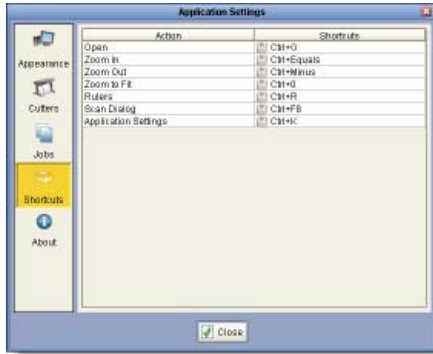 Application Settings
Action Shortcuts
Open Ctrl+O
Zoom In Ctrl+Equals
Zoom Out Ctrl+Minus
Zoom to Fit Ctrl+0
Rulers Ctrl+R
Scan Dialog Ctrl+F8
Application Settings Ctrl+K
Appearance
Cutters
Jobs
Shortcuts
About
Close